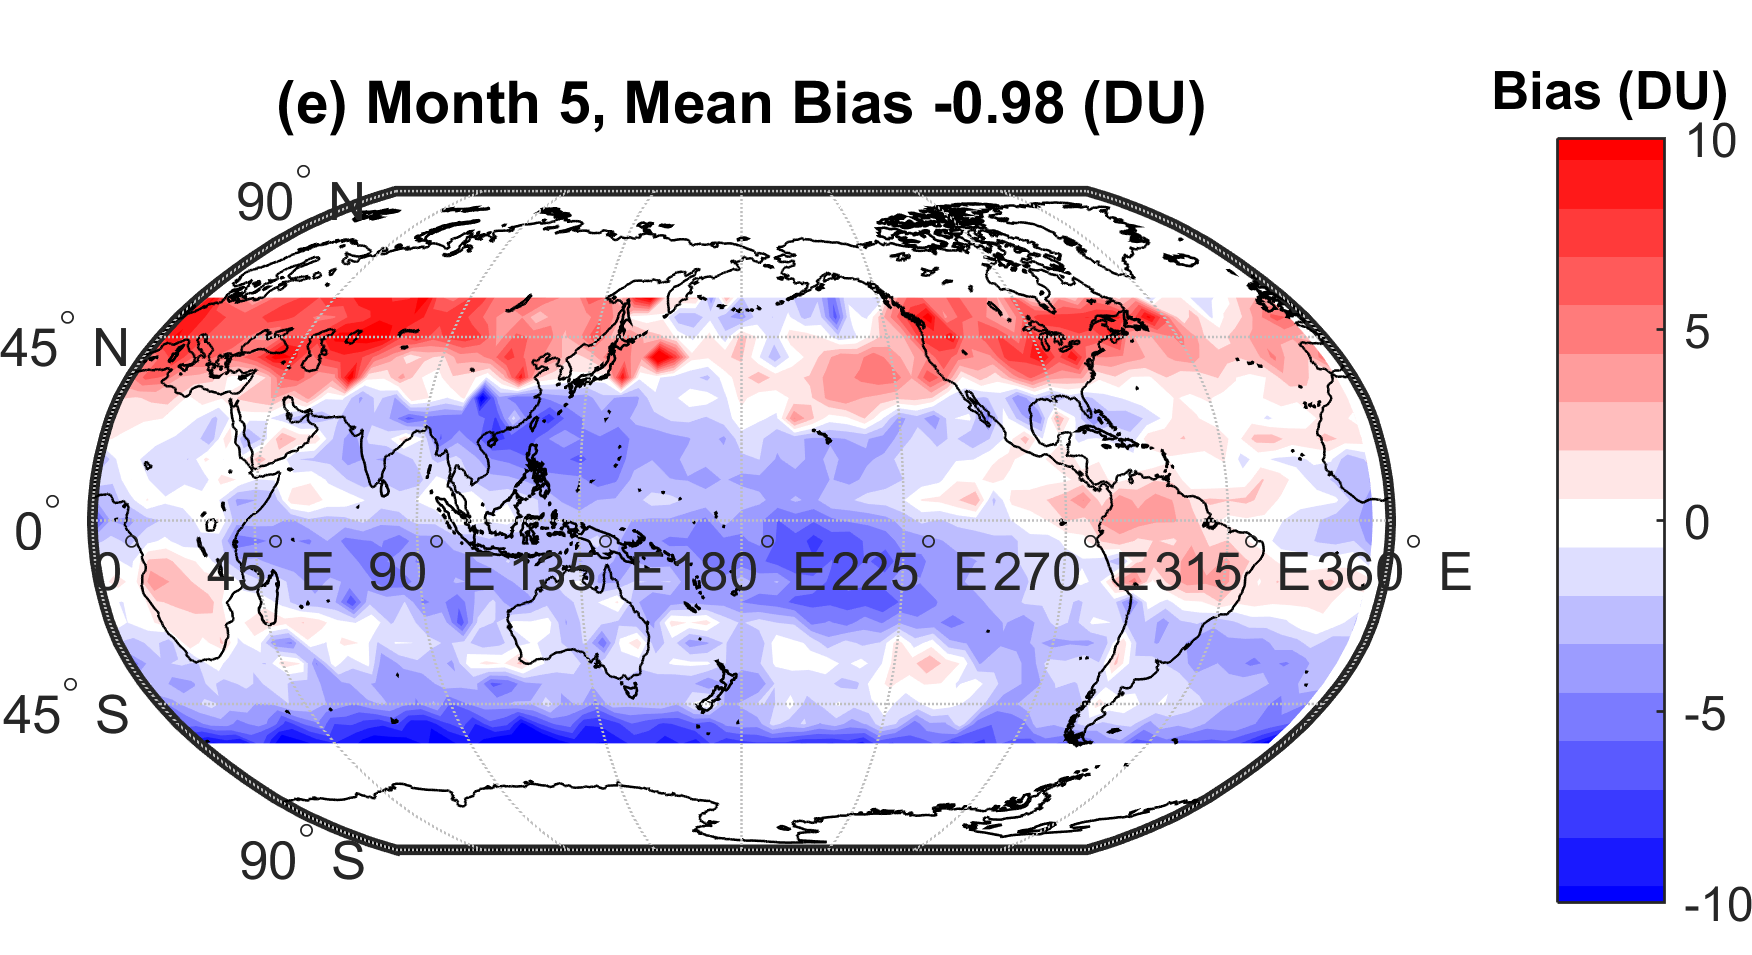 (e) Month 5, Mean Bias -0.98 (DU)
Bias (DU)
10
5
0
-5
-10
90° N
45° N
0°
45° S
90° S
0° 45° E 90° E 135° E 180° E 225° E 270° E 315° E 360° E